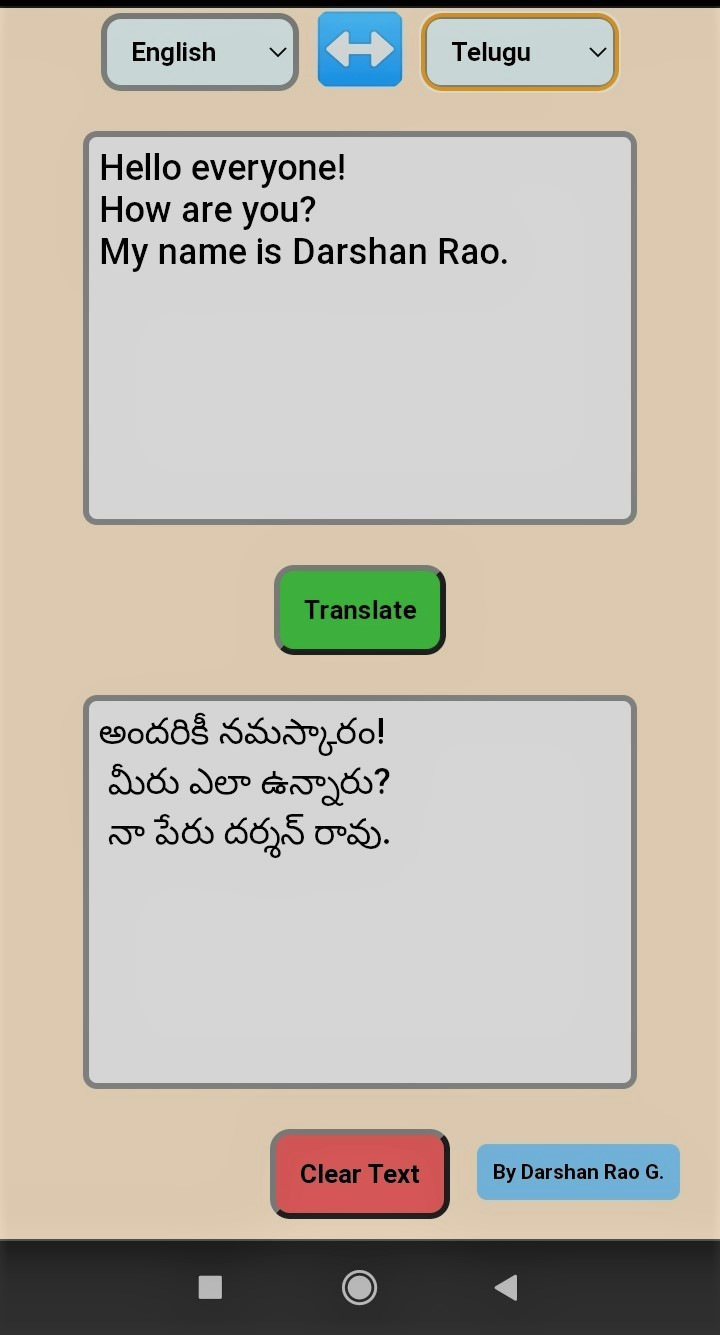 English
Telugu
Hello everyone!
How are you?
My name is Darshan Rao.
Translate
అందరికీ నమస్కారం!
మీరు ఎలా ఉన్నారు?
నా పేరు దర్శన్ రావు.
Clear Text
By Darshan Rao G.